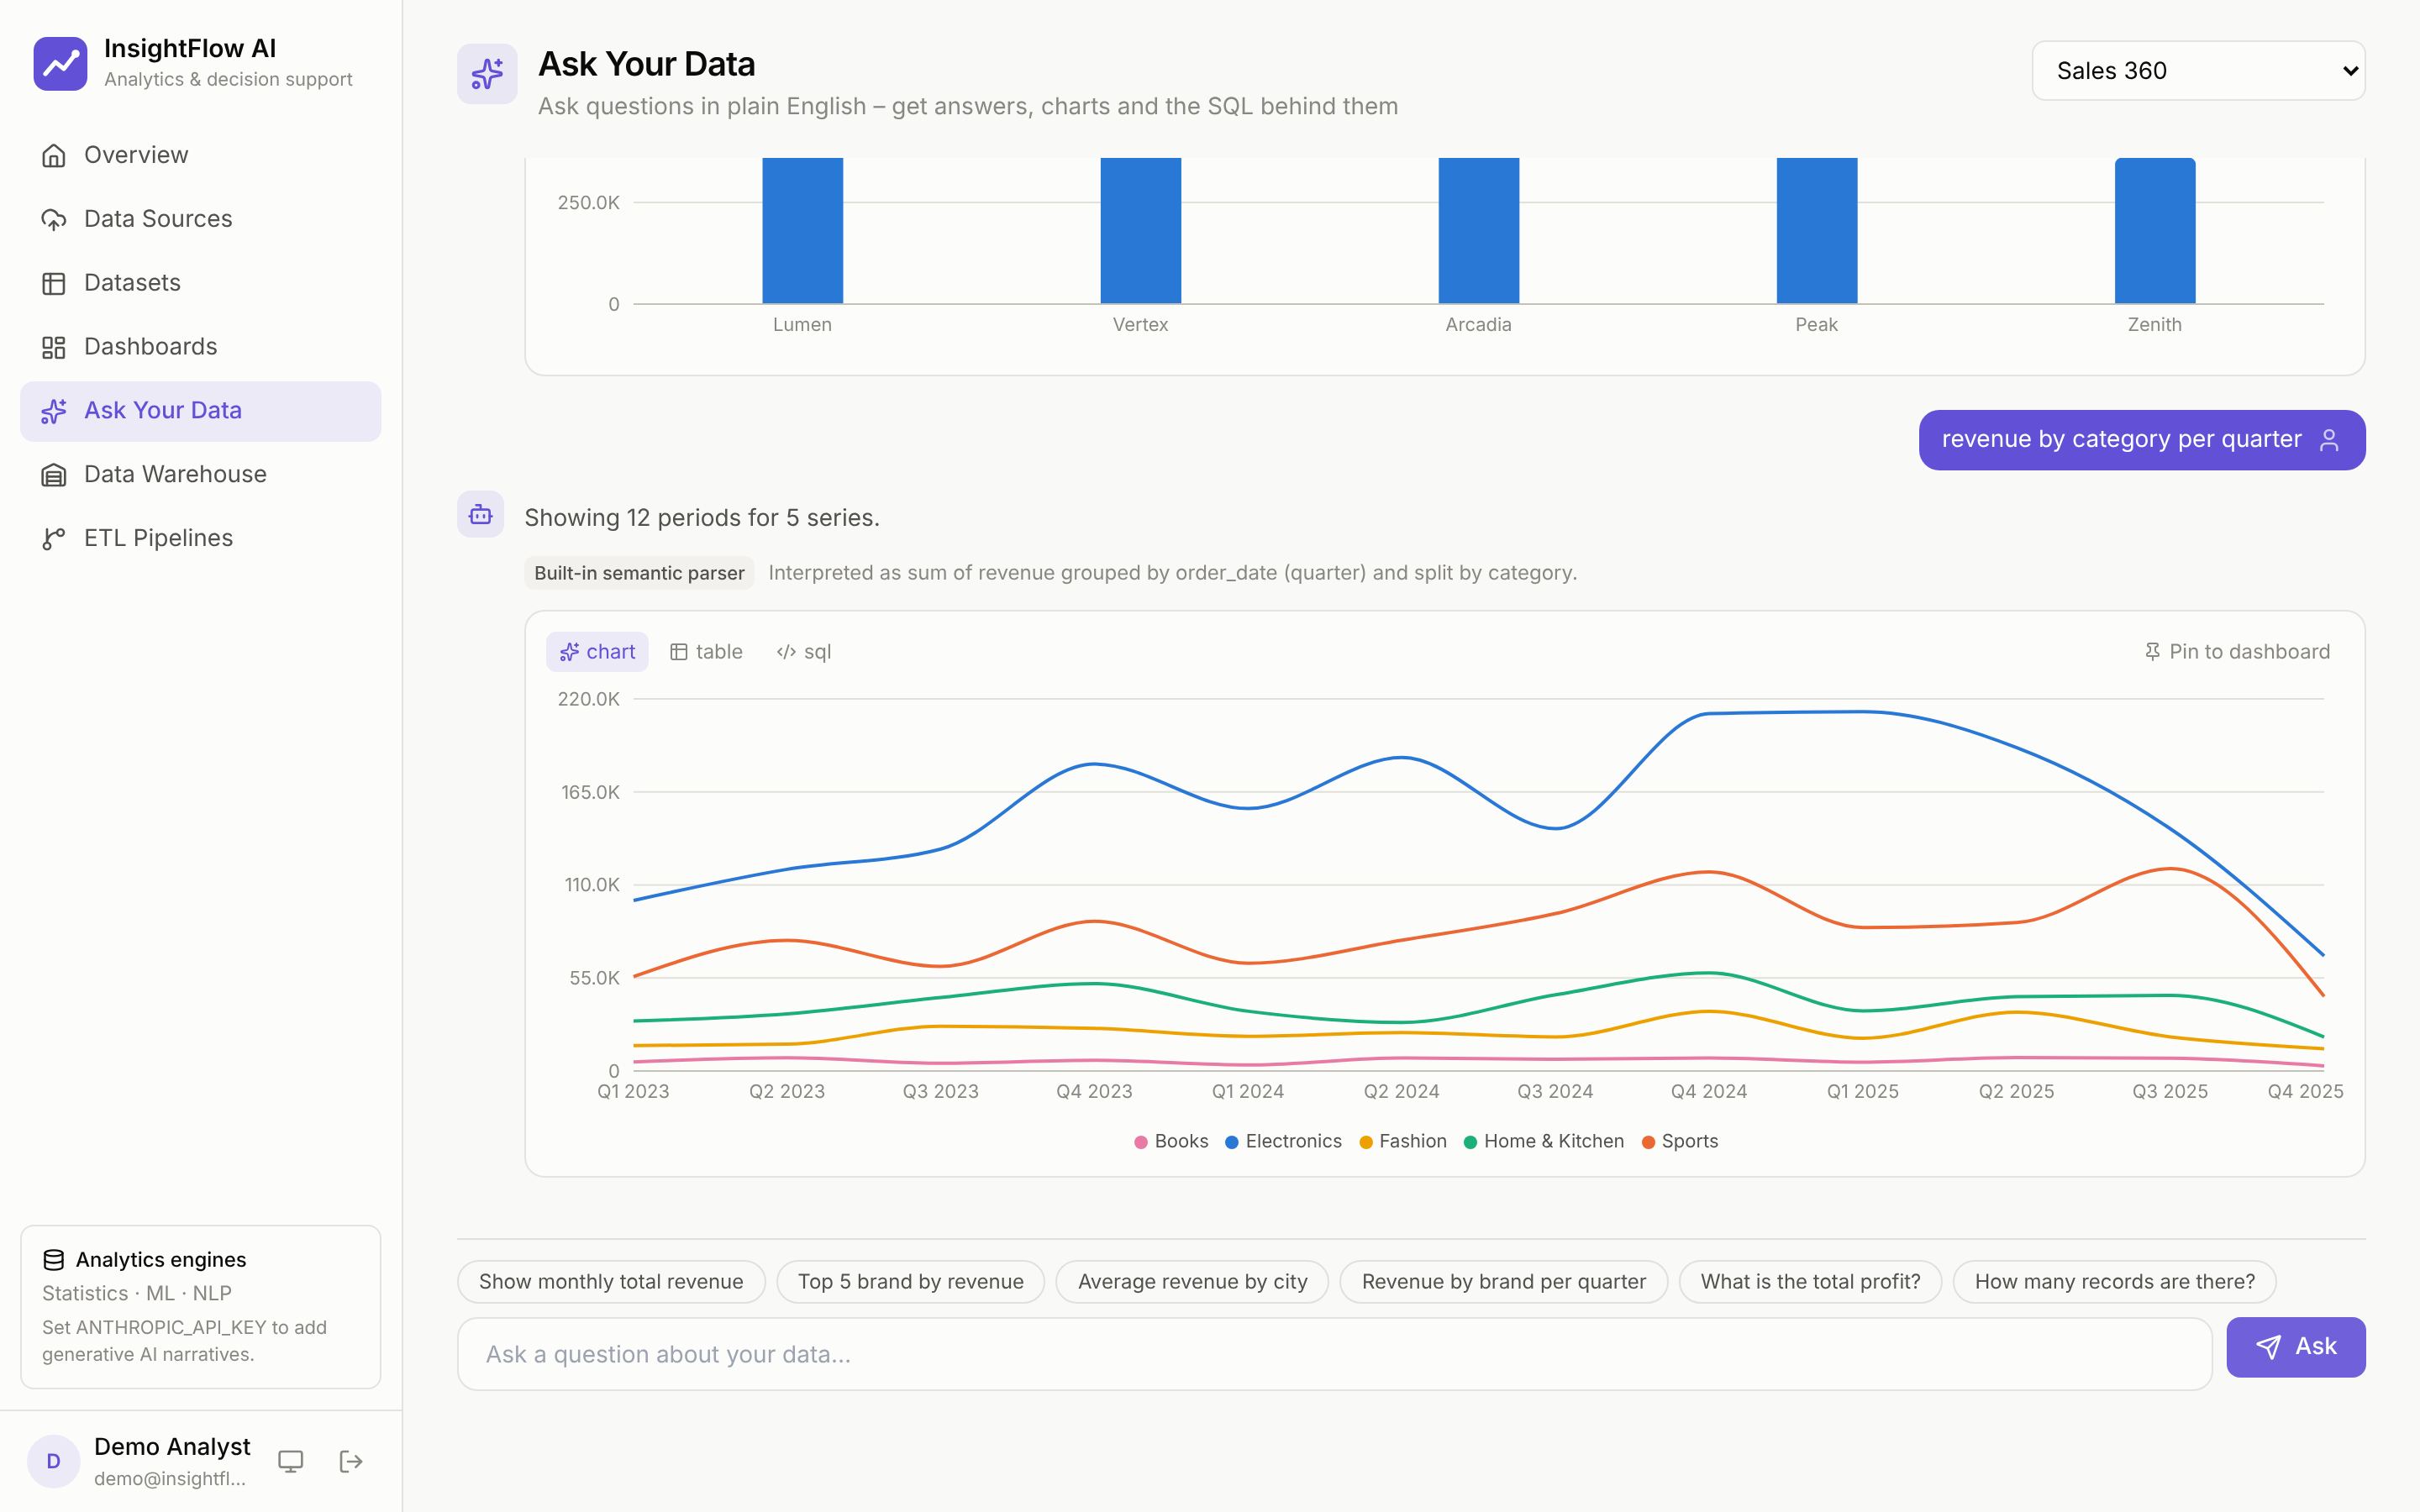 InsightFlow AI
Analytics & decision support
Overview
Data Sources
Datasets
Dashboards
Ask Your Data
Data Warehouse
ETL Pipelines
Analytics engines
Statistics · ML · NLP
Set ANTHROPIC_API_KEY to add
generative AI narratives.
D
Demo Analyst
demo@insightfl...
Ask Your Data
Ask questions in plain English – get answers, charts and the SQL behind them
Sales 360
250.0K
0
Lumen Vertex Arcadia Peak Zenith
revenue by category per quarter
Showing 12 periods for 5 series.
Built-in semantic parser Interpreted as sum of revenue grouped by order_date (quarter) and split by category.
chart table sql Pin to dashboard
220.0K
165.0K
110.0K
55.0K
0
Q1 2023 Q2 2023 Q3 2023 Q4 2023 Q1 2024 Q2 2024 Q3 2024 Q4 2024 Q1 2025 Q2 2025 Q3 2025 Q4 2025
Books Electronics Fashion Home & Kitchen Sports
Show monthly total revenue Top 5 brand by revenue Average revenue by city Revenue by brand per quarter What is the total profit? How many records are there?
Ask a question about your data...
Ask